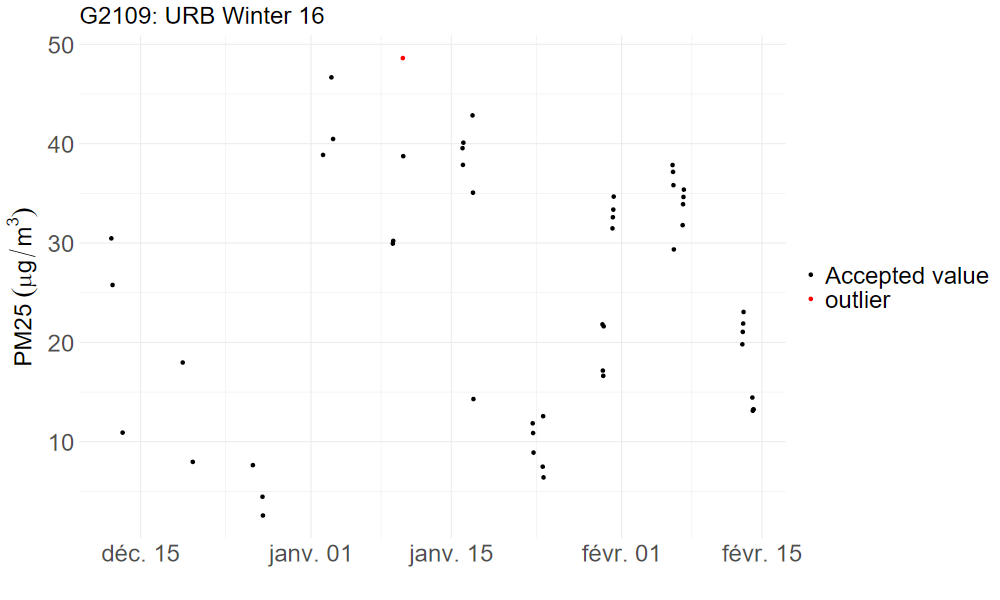 G2109: URB Winter 16
50
40
30
20
10
PM25 (μg/m³)
déc. 15
janv. 01
janv. 15
févr. 01
févr. 15
Accepted value
outlier